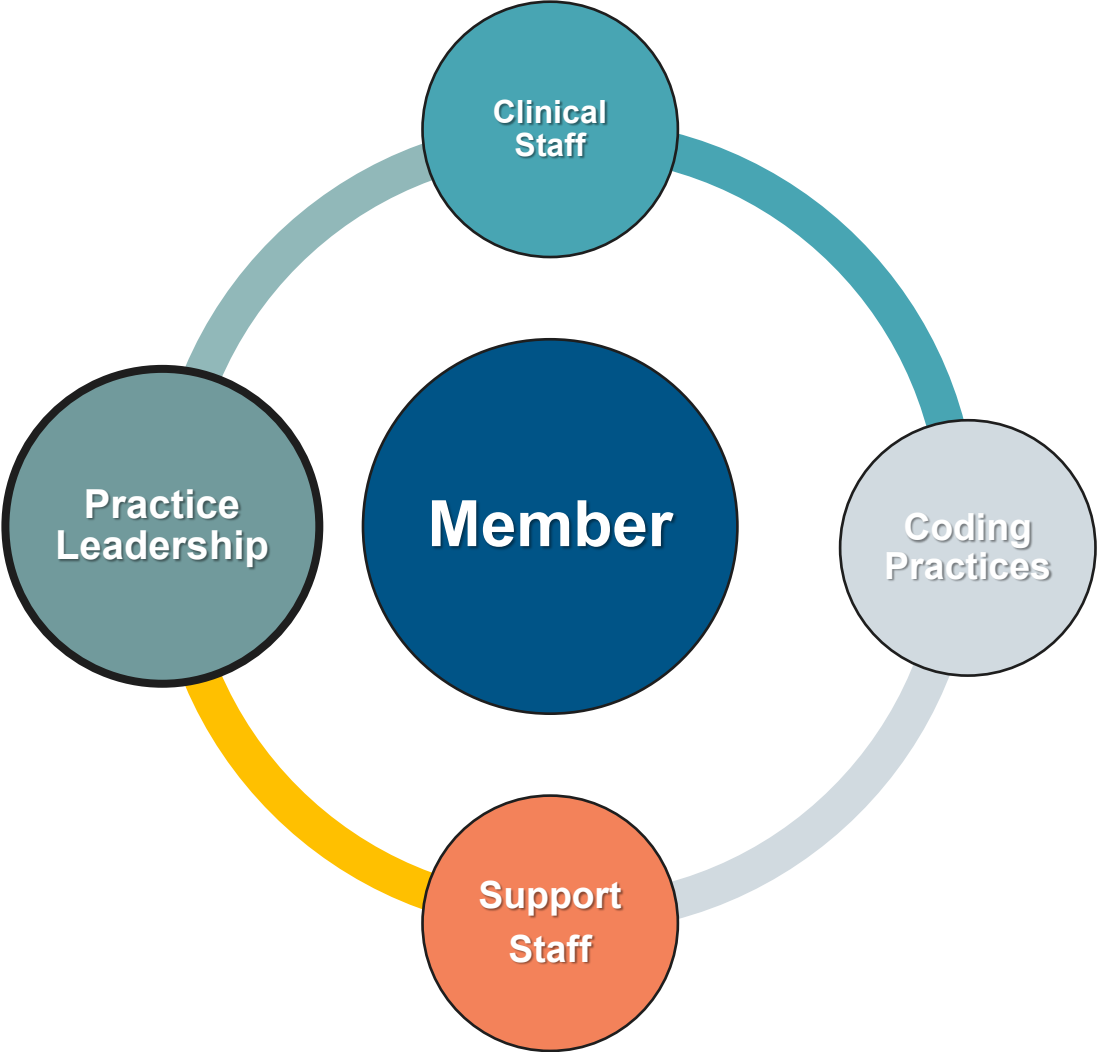 Clinical
Staff
Practice
Leadership
Member
Coding
Practices
Support
Staff